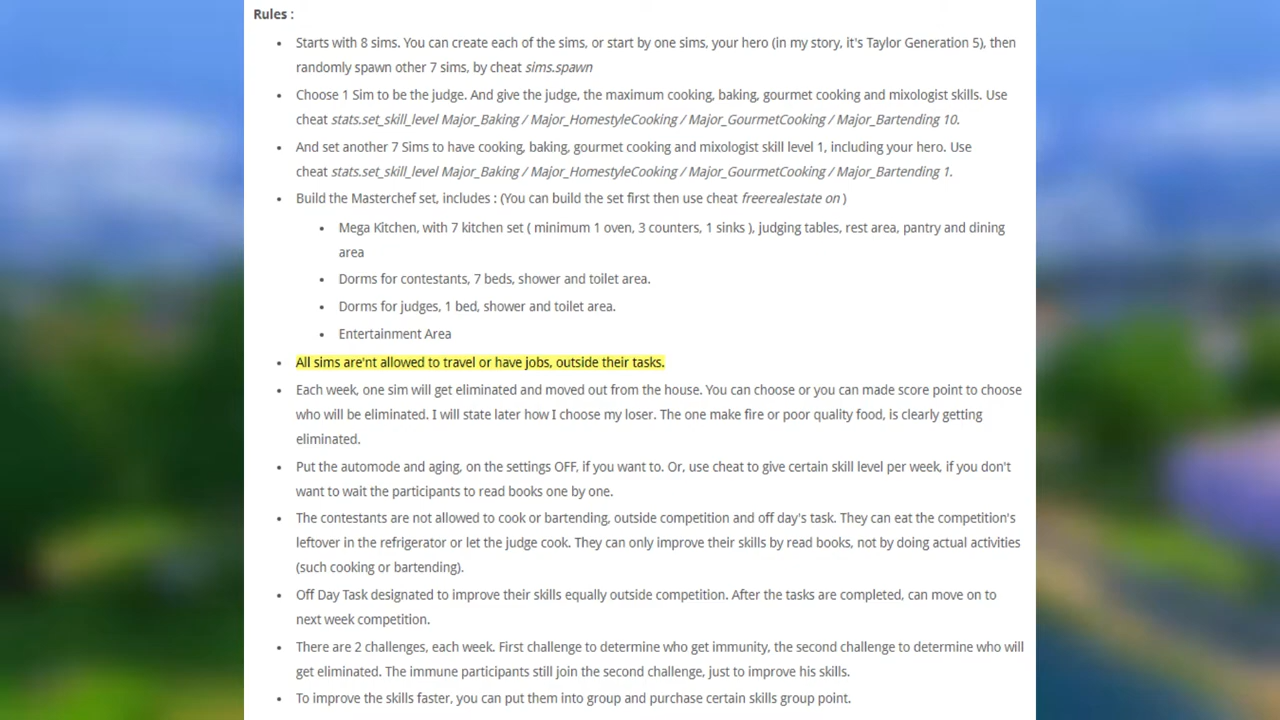 Rules :
Starts with 8 sims. You can create each of the sims, or start by one sims, your hero (in my story, it's Taylor Generation 5), then
randomly spawn other 7 sims, by cheat sims.spawn
Choose 1 Sim to be the judge. And give the judge, the maximum cooking, baking, gourmet cooking and mixologist skills. Use
cheat stats.set_skill_level Major_Baking / Major_HomestyleCooking / Major_GourmetCooking / Major_Bartending 10.
And set another 7 Sims to have cooking, baking, gourmet cooking and mixologist skill level 1, including your hero. Use
cheat stats.set_skill_level Major_Baking / Major_HomestyleCooking / Major_GourmetCooking / Major_Bartending 1.
Build the Masterchef set, includes : (You can build the set first then use cheat freerealestate on )
Mega Kitchen, with 7 kitchen set ( minimum 1 oven, 3 counters, 1 sinks ), judging tables, rest area, pantry and dining
area
Dorms for contestants, 7 beds, shower and toilet area.
Dorms for judges, 1 bed, shower and toilet area.
Entertainment Area
All sims are'nt allowed to travel or have jobs, outside their tasks.
Each week, one sim will get eliminated and moved out from the house. You can choose or you can made score point to choose
who will be eliminated. I will state later how I choose my loser. The one make fire or poor quality food, is clearly getting
eliminated.
Put the automode and aging, on the settings OFF, if you want to. Or, use cheat to give certain skill level per week, if you don't
want to wait the participants to read books one by one.
The contestants are not allowed to cook or bartending, outside competition and off day's task. They can eat the competition's
leftover in the refrigerator or let the judge cook. They can only improve their skills by read books, not by doing actual activities
(such cooking or bartending).
Off Day Task designated to improve their skills equally outside competition. After the tasks are completed, can move on to
next week competition.
There are 2 challenges, each week. First challenge to determine who get immunity, the second challenge to determine who will
get eliminated. The immune participants still join the second challenge, just to improve his skills.
To improve the skills faster, you can put them into group and purchase certain skills group point.